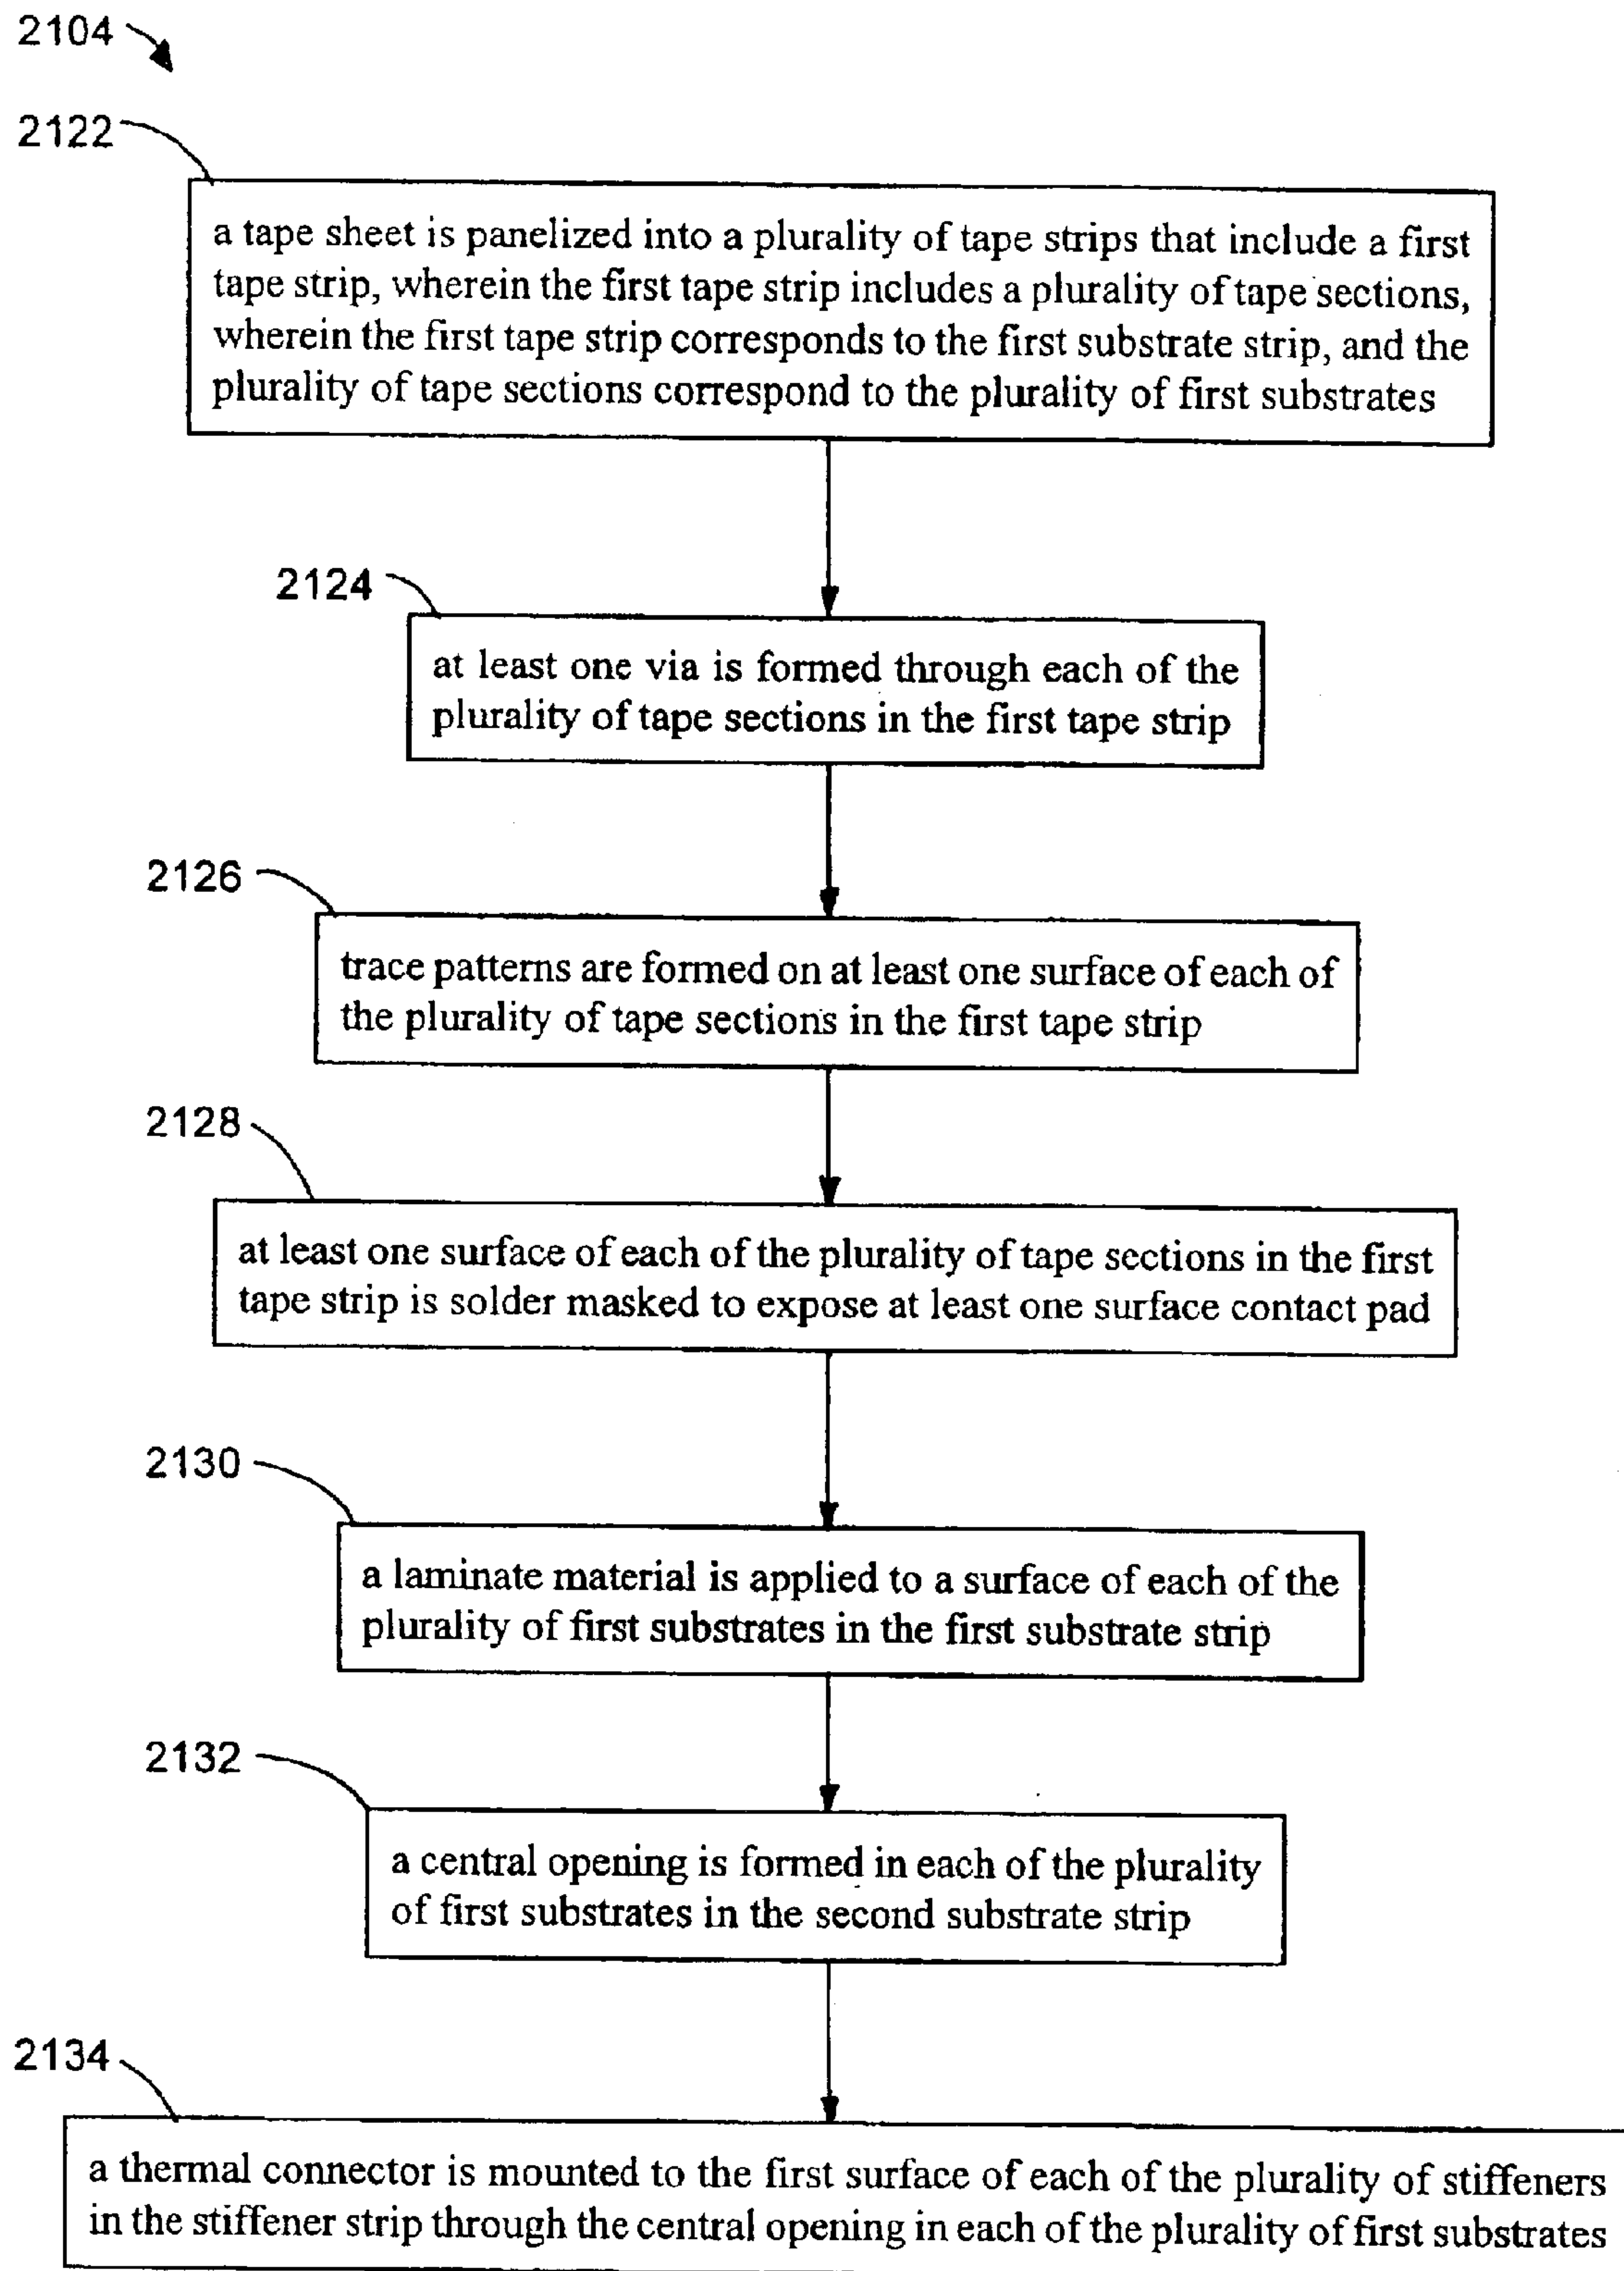 2104
2122
a tape sheet is panelized into a plurality of tape strips that include a first
tape strip, wherein the first tape strip includes a plurality of tape sections,
wherein the first tape strip corresponds to the first substrate strip, and the
plurality of tape sections correspond to the plurality of first substrates
2124
at least one via is formed through each of the
plurality of tape sections in the first tape strip
2126
trace patterns are formed on at least one surface of each of
the plurality of tape sections in the first tape strip
2128
at least one surface of each of the plurality of tape sections in the first
tape strip is solder masked to expose at least one surface contact pad
2130
a laminate material is applied to a surface of each of the
plurality of first substrates in the first substrate strip
2132
a central opening is formed in each of the plurality
of first substrates in the second substrate strip
2134
a thermal connector is mounted to the first surface of each of the plurality of stiffeners
in the stiffener strip through the central opening in each of the plurality of first substrates